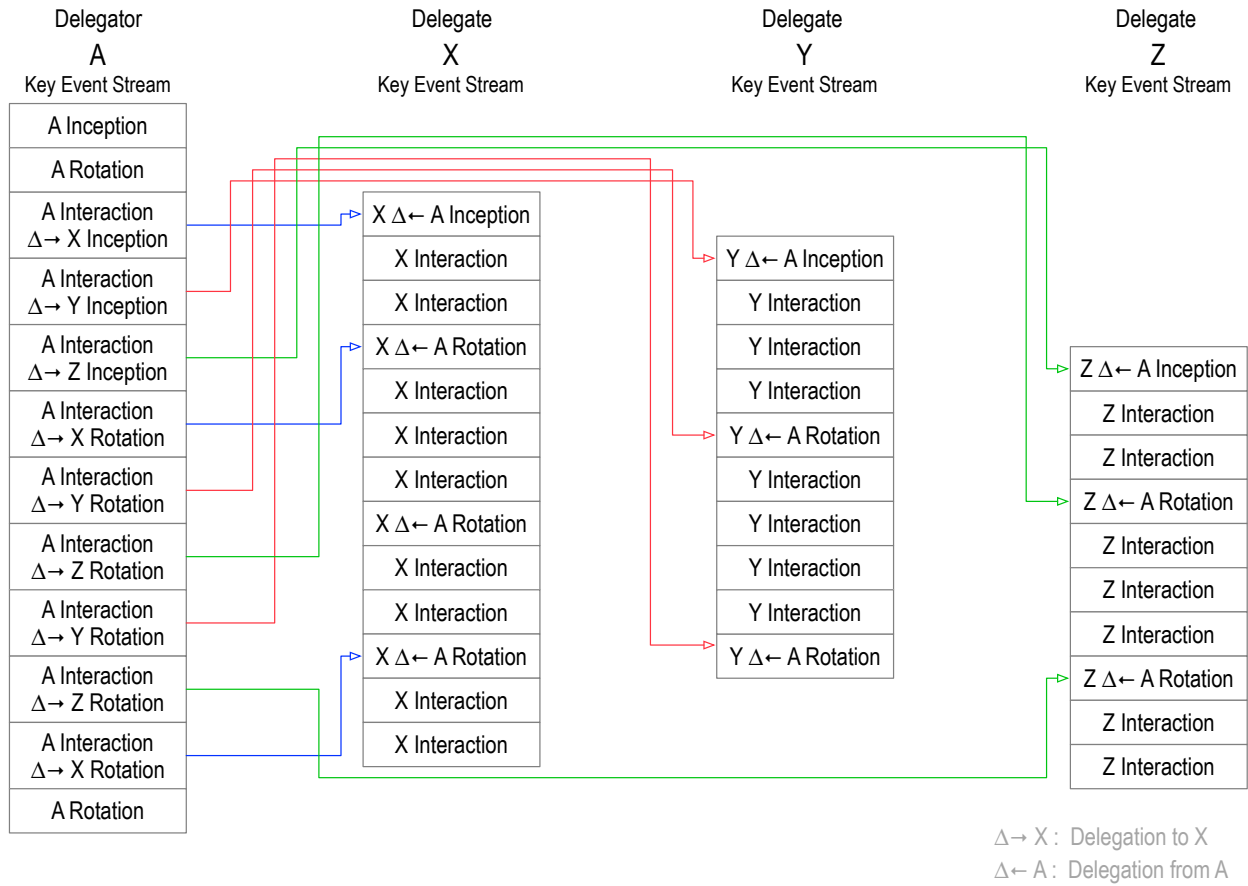 Delegator
A
Key Event Stream
A Inception
A Rotation
A Interaction
Δ→ X Inception
A Interaction
Δ→ Y Inception
A Interaction
Δ→ Z Inception
A Interaction
Δ→ X Rotation
A Interaction
Δ→ Y Rotation
A Interaction
Δ→ Z Rotation
A Interaction
Δ→ Y Rotation
A Interaction
Δ→ Z Rotation
A Interaction
Δ→ X Rotation
A Rotation
Delegate
X
Key Event Stream
X Δ← A Inception
X Interaction
X Interaction
X Δ← A Rotation
X Interaction
X Interaction
X Interaction
X Δ← A Rotation
X Interaction
X Interaction
X Δ← A Rotation
X Interaction
X Interaction
Delegate
Y
Key Event Stream
Y Δ← A Inception
Y Interaction
Y Interaction
Y Interaction
Y Δ← A Rotation
Y Interaction
Y Interaction
Y Interaction
Y Interaction
Y Δ← A Rotation
Delegate
Z
Key Event Stream
Z Δ← A Inception
Z Interaction
Z Interaction
Z Δ← A Rotation
Z Interaction
Z Interaction
Z Interaction
Z Δ← A Rotation
Z Interaction
Z Interaction
Δ→ X : Delegation to X
Δ← A : Delegation from A